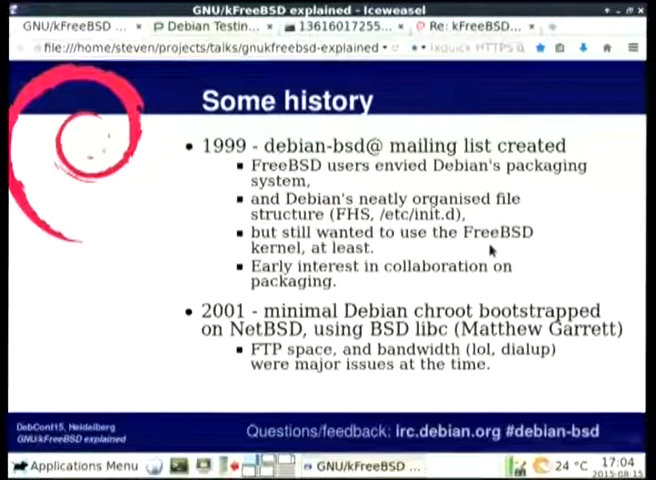 GNU/kFreeBSD explained - Iceweasel
GNU/kFreeBSD ... × Debian Testin... × 13616017255... × Re: kFreeBSD... ×
file:///home/steven/projects/talks/gnukfreebsd-explained
Some history
• 1999 - debian-bsd@ mailing list created
▪ FreeBSD users envied Debian's packaging
system,
▪ and Debian's neatly organised file
structure (FHS, /etc/init.d),
▪ but still wanted to use the FreeBSD
kernel, at least.
▪ Early interest in collaboration on
packaging.
• 2001 - minimal Debian chroot bootstrapped
on NetBSD, using BSD libc (Matthew Garrett)
▪ FTP space, and bandwidth (lol, dialup)
were major issues at the time.
DebConf15, Heidelberg
GNU/kFreeBSD explained
Questions/feedback: irc.debian.org #debian-bsd
Applications Menu
GNU/kFreeBSD ...
24 °C
17:04
2015-08-15